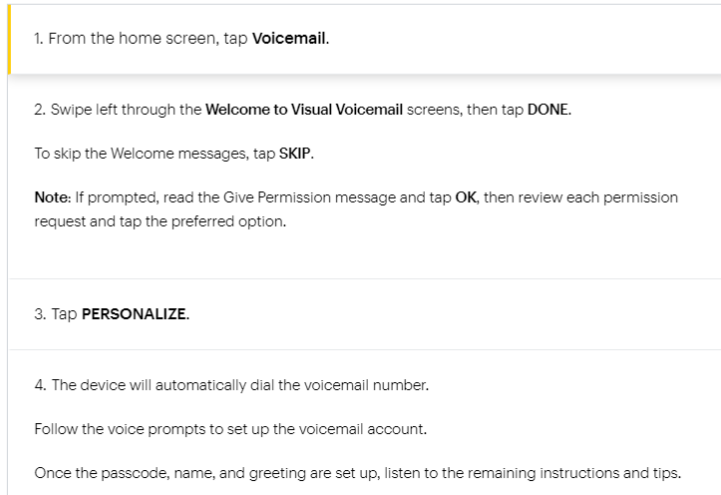 1. From the home screen, tap Voicemail.
2. Swipe left through the Welcome to Visual Voicemail screens, then tap DONE.
To skip the Welcome messages, tap SKIP.
Note: If prompted, read the Give Permission message and tap OK, then review each permission
request and tap the preferred option.
3. Tap PERSONALIZE.
4. The device will automatically dial the voicemail number.
Follow the voice prompts to set up the voicemail account.
Once the passcode, name, and greeting are set up, listen to the remaining instructions and tips.